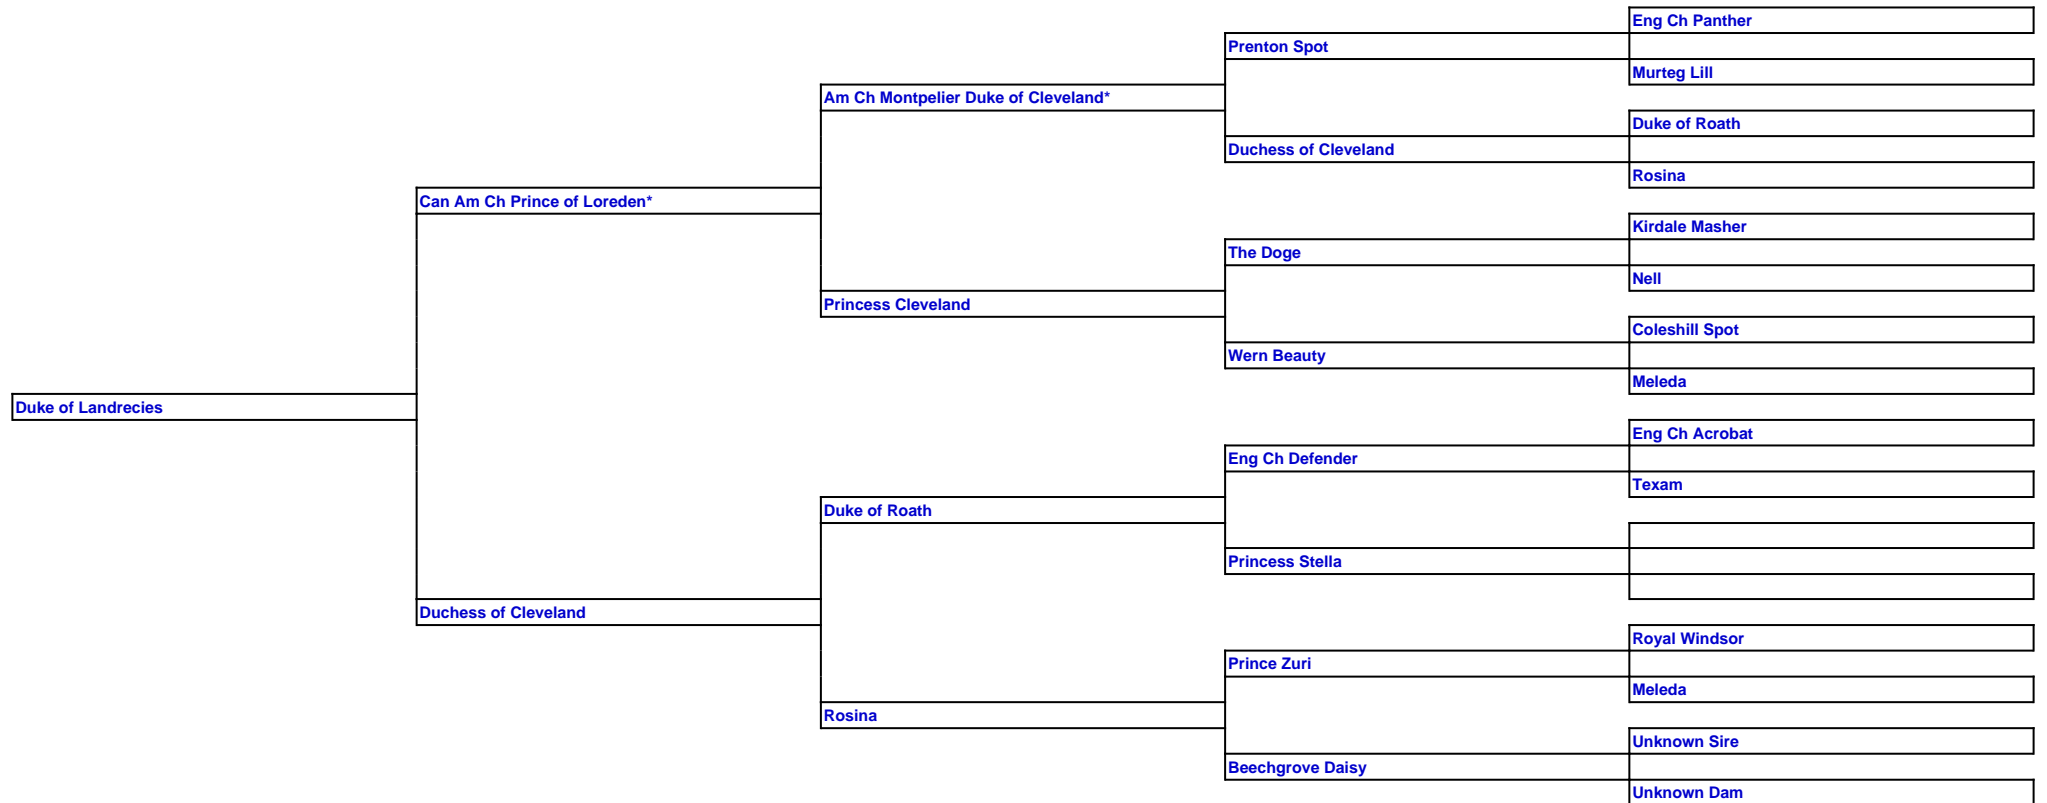 Eng Ch Panther
Prenton Spot
Murteg Lill
Am Ch Montpelier Duke of Cleveland*
Duke of Roath
Duchess of Cleveland
Rosina
Can Am Ch Prince of Loreden*
Kirdale Masher
The Doge
Nell
Princess Cleveland
Coleshill Spot
Wern Beauty
Meleda
Duke of Landrecies
Eng Ch Acrobat
Eng Ch Defender
Texam
Duke of Roath
Princess Stella
Duchess of Cleveland
Royal Windsor
Prince Zuri
Meleda
Rosina
Unknown Sire
Beechgrove Daisy
Unknown Dam